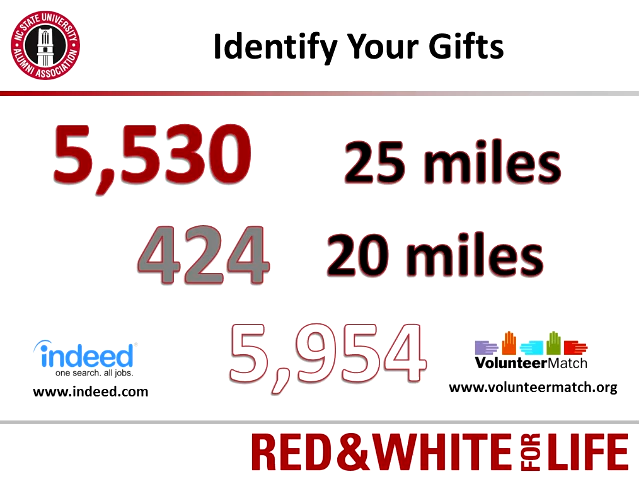 NC STATE UNIVERSITY
ALUMNI ASSOCIATION
Identify Your Gifts
5,530 25 miles
424 20 miles
5,954
indeed
one search. all jobs.
www.indeed.com
VolunteerMatch
www.volunteermatch.org
RED&WHITE FOR LIFE